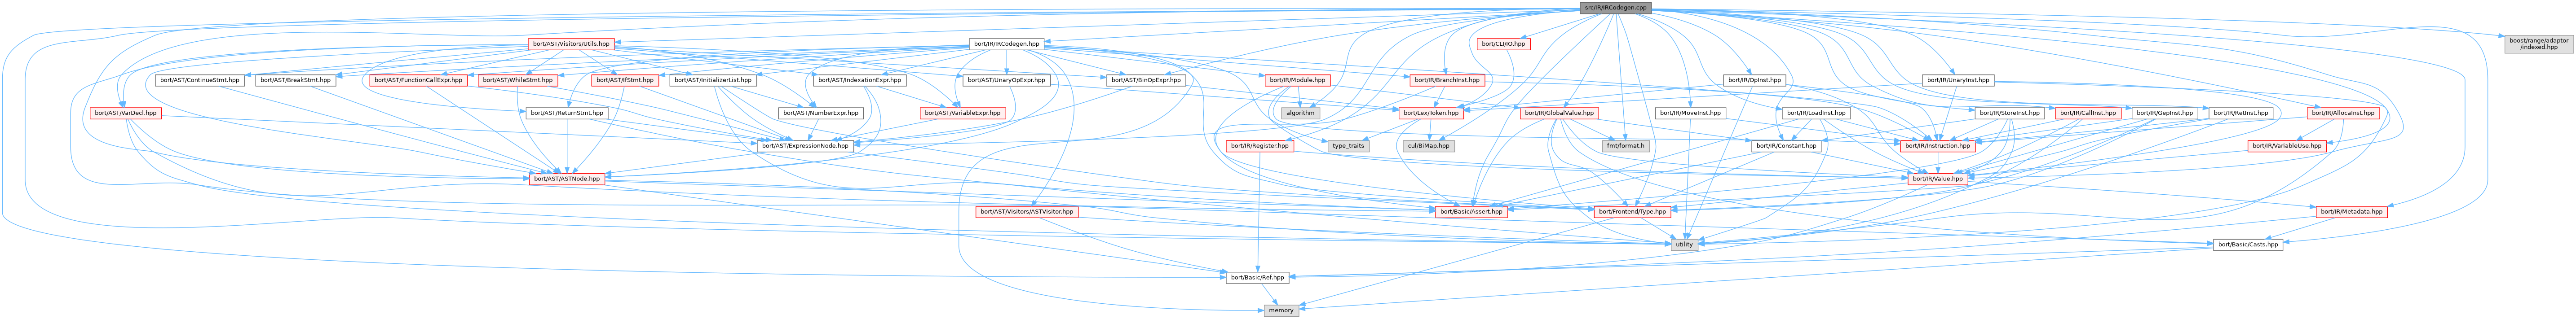 src/IR/IRCodegen.cpp
bort/AST/Visitors/Utils.hpp
bort/IR/IRCodegen.hpp
bort/CLI/IO.hpp
boost/range/adaptor
/indexed.hpp
bort/AST/ContinueStmt.hpp
bort/AST/BreakStmt.hpp
bort/AST/FunctionCallExpr.hpp
bort/AST/WhileStmt.hpp
bort/AST/IfStmt.hpp
bort/AST/InitializerList.hpp
bort/AST/IndexationExpr.hpp
bort/AST/UnaryOpExpr.hpp
bort/AST/BinOpExpr.hpp
bort/IR/Module.hpp
bort/IR/BranchInst.hpp
bort/IR/OpInst.hpp
bort/IR/UnaryInst.hpp
bort/AST/VarDecl.hpp
bort/AST/ReturnStmt.hpp
bort/AST/NumberExpr.hpp
bort/AST/VariableExpr.hpp
algorithm
bort/Lex/Token.hpp
bort/IR/GlobalValue.hpp
bort/IR/MoveInst.hpp
bort/IR/LoadInst.hpp
bort/IR/StoreInst.hpp
bort/IR/CallInst.hpp
bort/IR/GepInst.hpp
bort/IR/RetInst.hpp
bort/IR/AllocaInst.hpp
bort/AST/ExpressionNode.hpp
bort/IR/Register.hpp
type_traits
cul/BiMap.hpp
fmt/format.h
bort/IR/Constant.hpp
bort/IR/Instruction.hpp
bort/IR/VariableUse.hpp
bort/AST/ASTNode.hpp
bort/IR/Value.hpp
bort/AST/Visitors/ASTVisitor.hpp
bort/Basic/Assert.hpp
bort/Frontend/Type.hpp
bort/IR/Metadata.hpp
utility
bort/Basic/Casts.hpp
bort/Basic/Ref.hpp
memory